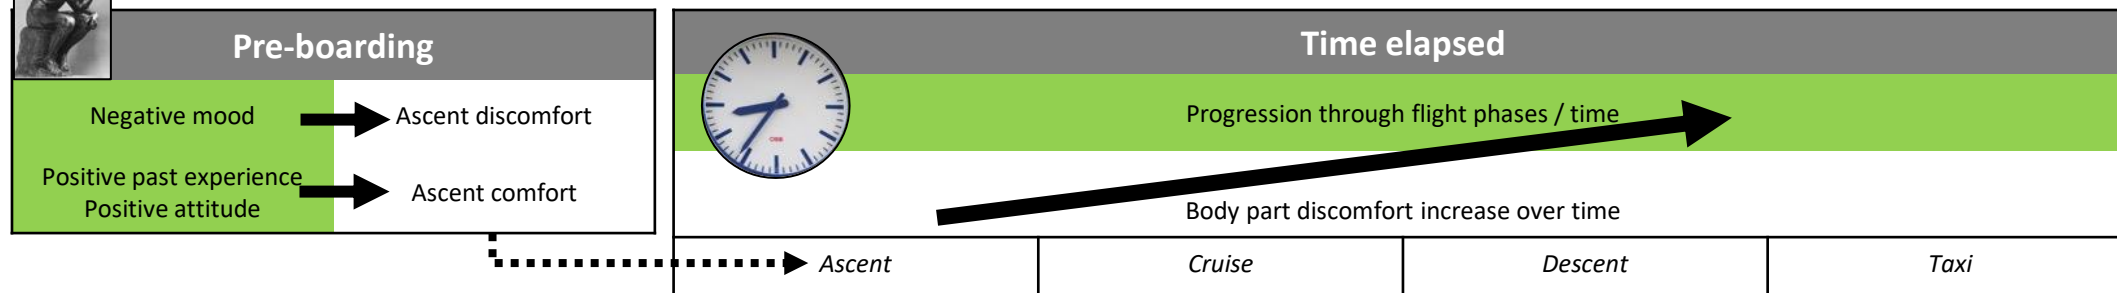 Pre-boarding
Negative mood
Ascent discomfort
Positive past experience
Positive attitude
Ascent comfort
Time elapsed
Progression through flight phases / time
Body part discomfort increase over time
Ascent
Cruise
Descent
Taxi